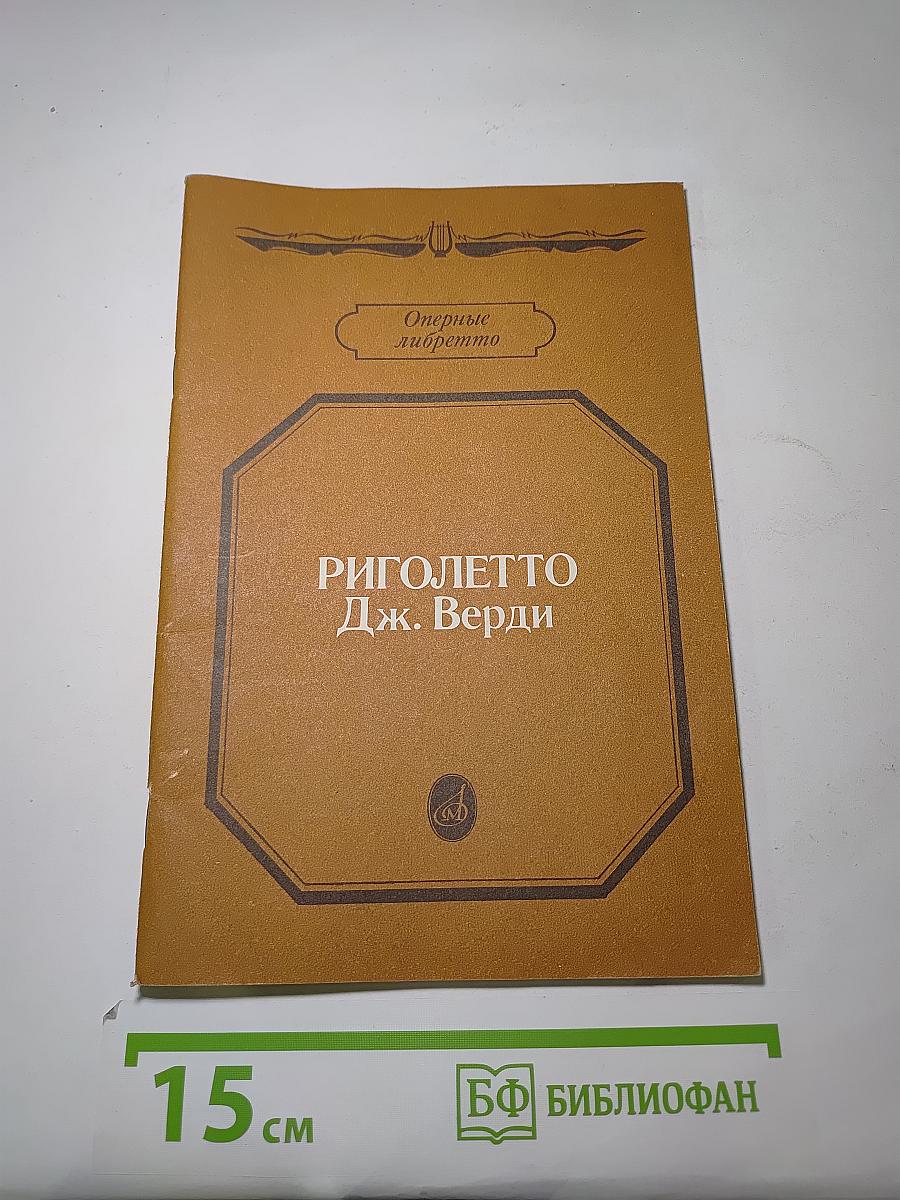 Оперные
либретто
РИГОЛЕТТО
Дж. Верди
М
15 см
БФ БИБЛИОФАН